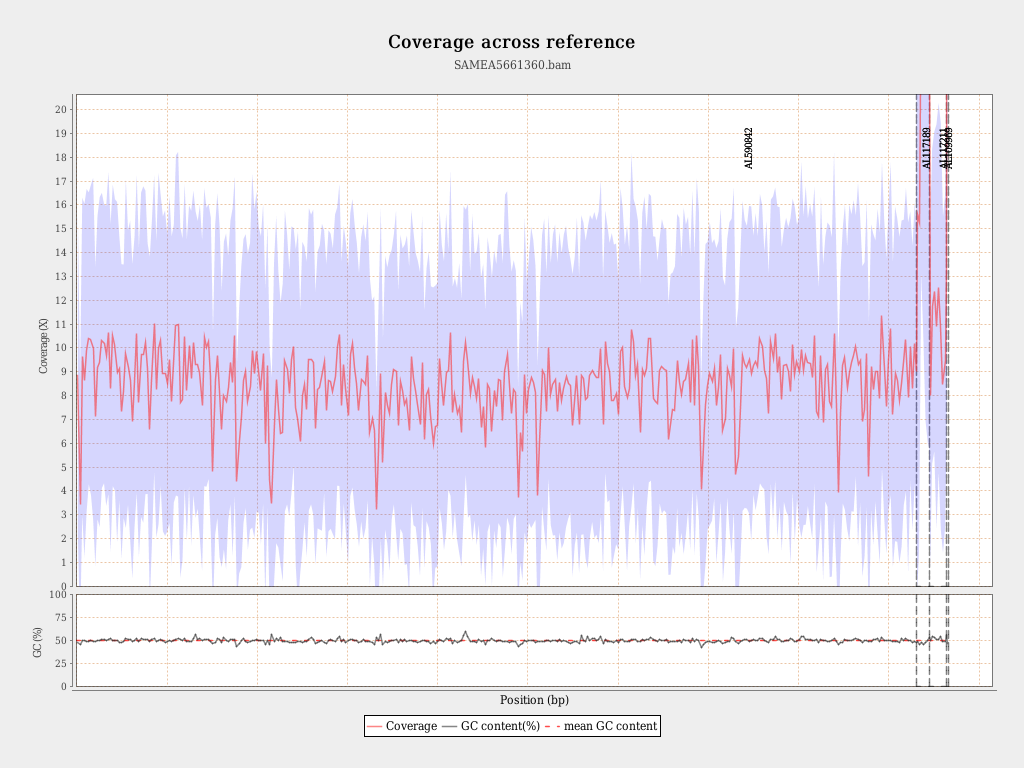 Coverage across reference
SAMEA5661360.bam
Coverage (X)
20
19
18
17
16
15
14
13
12
11
10
9
8
7
6
5
4
3
2
1
0
AL590842
AL117189
AL117211
AL109969
GC (%)
100
75
50
25
0
Position (bp)
Coverage GC content(%) mean GC content